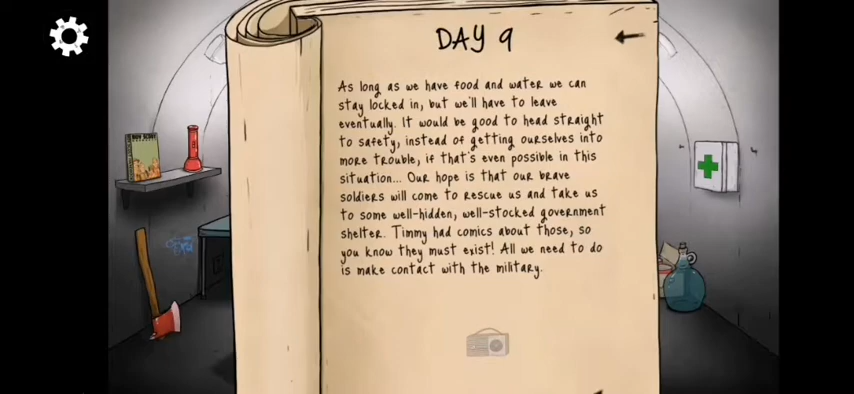 DAY 9
As long as we have food and water we can
stay locked in, but we'll have to leave
eventually. It would be good to head straight
to safety, instead of getting ourselves into
more trouble, if that's even possible in this
situation... Our hope is that our brave
soldiers will come to rescue us and take us
to some well-hidden, well-stocked government
shelter. Timmy had comics about those, so
you know they must exist! All we need to do
is make contact with the military.